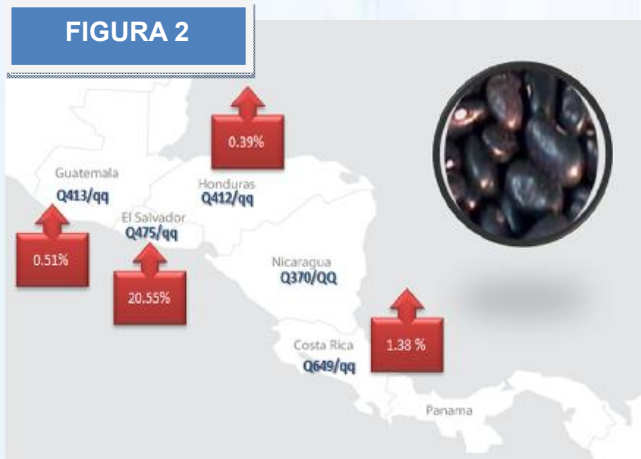 FIGURA 2
0.39%
Guatemala
Q413/qq
Honduras
Q412/qq
El Salvador
Q475/qq
0.51%
20.55%
Nicaragua
Q370/QQ
Costa Rica
Q649/qq
1.38 %
Panama